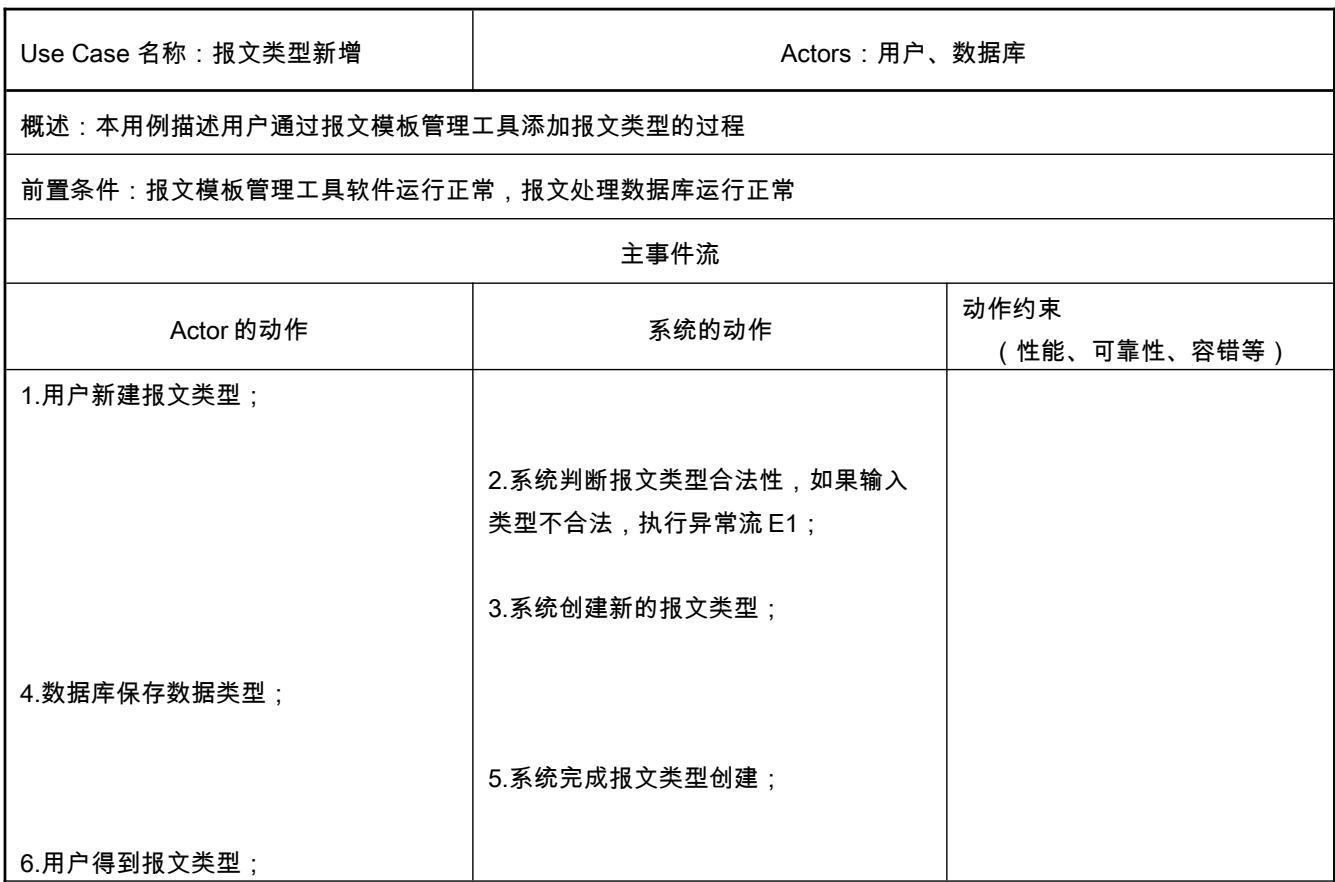 Use Case 名称：报文类型新增
Actors：用户、数据库
概述：本用例描述用户通过报文模板管理工具添加报文类型的过程
前置条件：报文模板管理工具软件运行正常，报文处理数据库运行正常
主事件流
Actor 的动作
系统的动作
动作约束
（性能、可靠性、容错等）
1.用户新建报文类型；
2.系统判断报文类型合法性，如果输入
类型不合法，执行异常流 E1；
3.系统创建新的报文类型；
4.数据库保存数据类型；
5.系统完成报文类型创建；
6.用户得到报文类型；